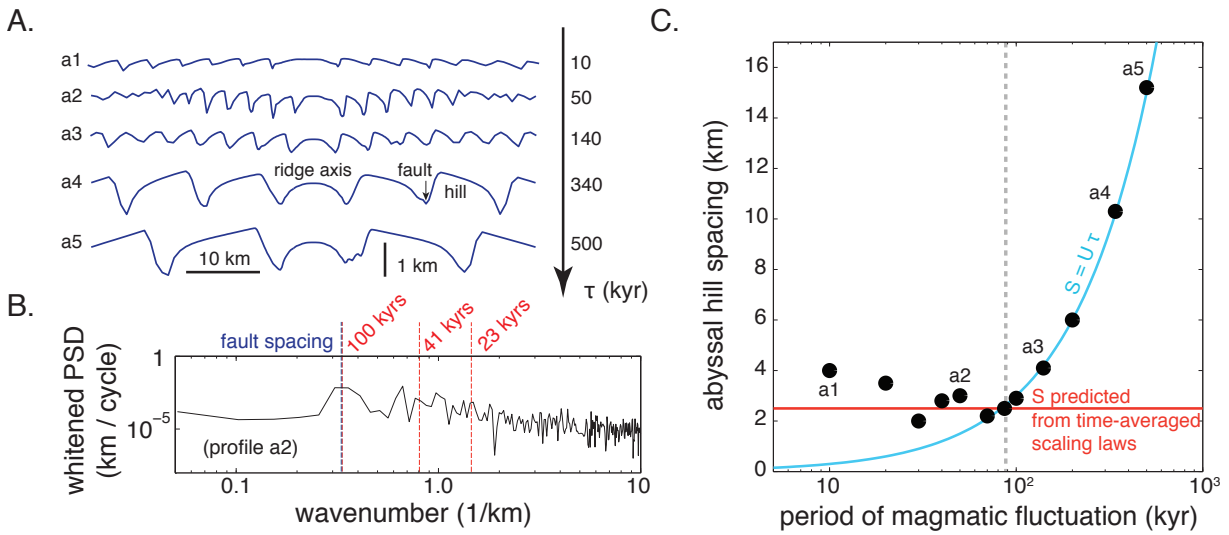 A.
a1
10
a2
50
a3
140
a4
ridge axis
fault
hill
340
a5
500
10 km
1 km
τ (kyr)
B.
fault spacing
100 kyrs
41 kyrs
23 kyrs
whitened PSD
(km / cycle)
1
10⁻⁵
(profile a2)
0.1
1.0
10
wavenumber (1/km)
C.
abyssal hill spacing (km)
16
14
12
10
8
6
4
2
0
a5
a4
S = U τ
a3
a2
a1
S predicted
from time-averaged
scaling laws
10
10²
10³
period of magmatic fluctuation (kyr)